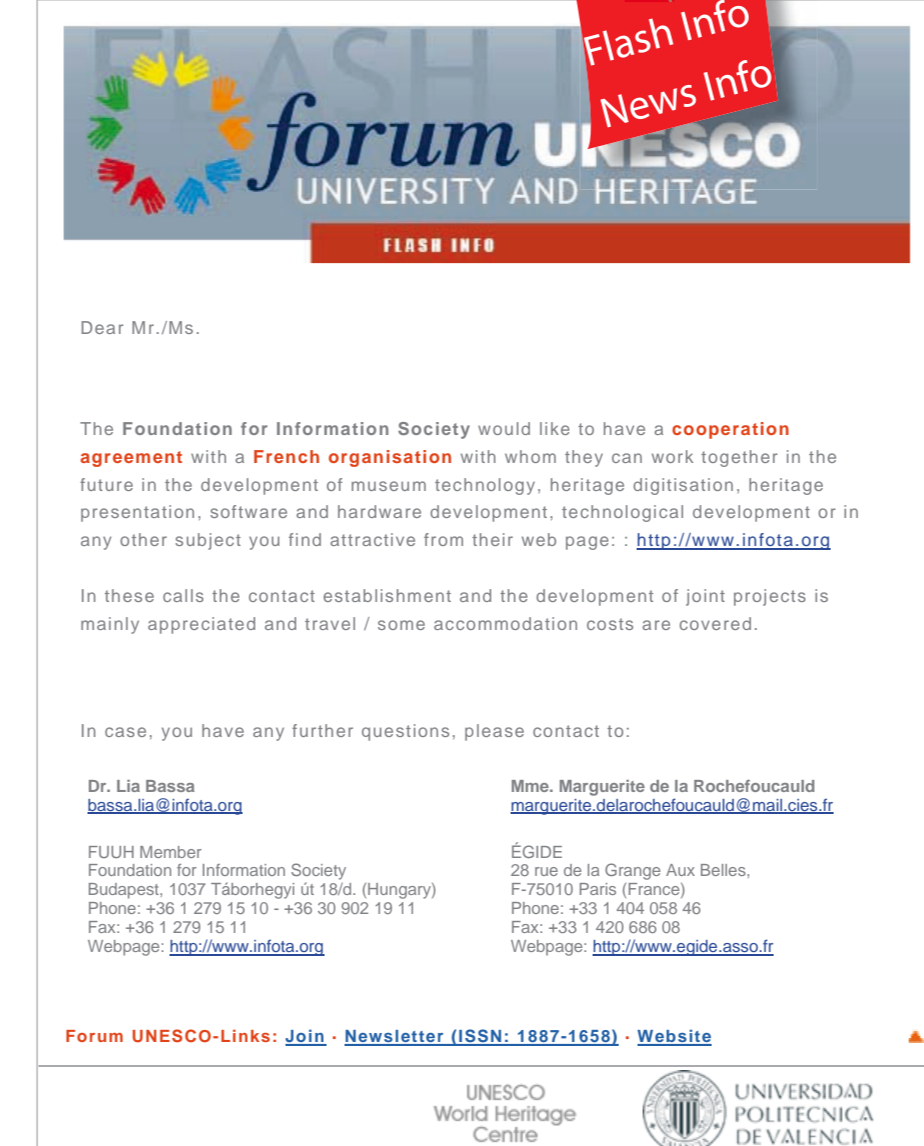 FLASH INFO
Flash Info
News Info
forum UNESCO
UNIVERSITY AND HERITAGE
FLASH INFO
Dear Mr./Ms.
The Foundation for Information Society would like to have a cooperation
agreement with a French organisation with whom they can work together in the
future in the development of museum technology, heritage digitisation, heritage
presentation, software and hardware development, technological development or in
any other subject you find attractive from their web page: : http://www.infota.org
In these calls the contact establishment and the development of joint projects is
mainly appreciated and travel / some accommodation costs are covered.
In case, you have any further questions, please contact to:
Dr. Lia Bassa
bassa.lia@infota.org
FUUH Member
Foundation for Information Society
Budapest, 1037 Táborhegyi út 18/d. (Hungary)
Phone: +36 1 279 15 10 - +36 30 902 19 11
Fax: +36 1 279 15 11
Webpage: http://www.infota.org
Mme. Marguerite de la Rochefoucauld
marguerite.delarochefoucauld@mail.cies.fr
ÉGIDE
28 rue de la Grange Aux Belles,
F-75010 Paris (France)
Phone: +33 1 404 058 46
Fax: +33 1 420 686 08
Webpage: http://www.egide.asso.fr
Forum UNESCO-Links: Join · Newsletter (ISSN: 1887-1658) · Website
UNESCO
World Heritage
Centre
UNIVERSIDAD
POLITECNICA
DE VALENCIA